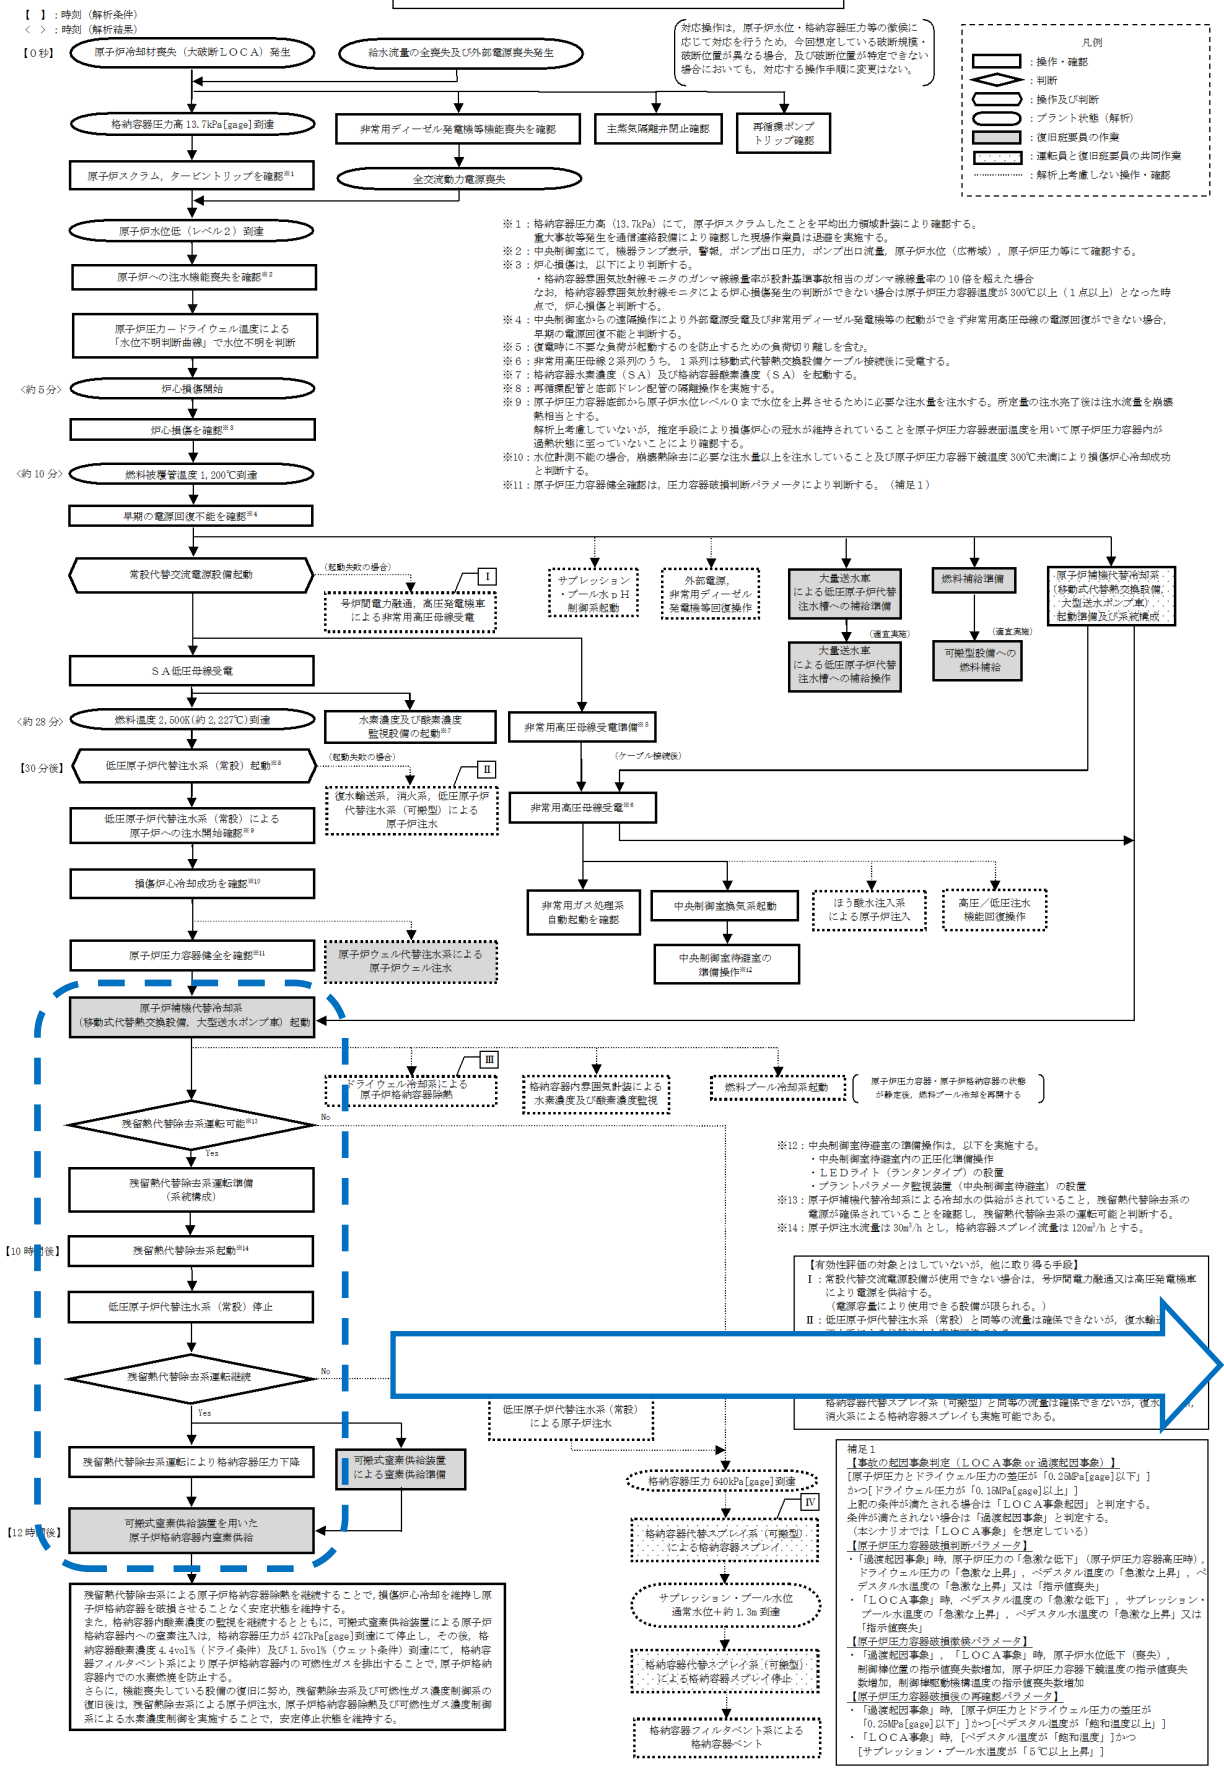 【　】：時刻（解析条件）
＜　＞：時刻（解析結果）
【０秒】
原子炉冷却材喪失（大破断ＬＯＣＡ）発生
給水流量の全喪失及び外部電源喪失発生
対応操作は，原子炉水位・格納容器圧力等の徴候に
応じて対応を行うため，今回想定している破断規模・
破断位置が異なる場合，及び破断位置が特定できない
場合においても，対応する操作手順に変更はない。
凡例
：操作・確認
：判断
：操作及び判断
：プラント状態（解析）
：復旧班要員の作業
：運転員と復旧班要員の共同作業
：解析上考慮しない操作・確認
格納容器圧力高 13.7kPa[gage]到達
非常用ディーゼル発電機等機能喪失を確認
主蒸気隔離弁閉止確認
再循環ポンプ
トリップ確認
原子炉スクラム，タービントリップを確認※1
全交流動力電源喪失
原子炉水位低（レベル２）到達
原子炉への注水機能喪失を確認※2
原子炉圧力－ドライウェル温度による
「水位不明判断曲線」で水位不明を判断
＜約５分＞
炉心損傷開始
炉心損傷を確認※3
＜約 10 分＞
燃料被覆管温度 1,200℃到達
早期の電源回復不能を確認※4
※１：格納容器圧力高（13.7kPa）にて，原子炉スクラムしたことを平均出力領域計装により確認する。
重大事故等発生を通信連絡設備により確認した現場作業員は退避を実施する。
※２：中央制御室にて，機器ランプ表示，警報，ポンプ出口圧力，ポンプ出口流量，原子炉水位（広帯域），原子炉圧力等にて確認する。
※３：炉心損傷は，以下により判断する。
・格納容器雰囲気放射線モニタのガンマ線線量率が設計基準事故相当のガンマ線線量率の 10 倍を超えた場合
なお，格納容器雰囲気放射線モニタによる炉心損傷発生の判断ができない場合は原子炉圧力容器温度が 300℃以上（１点以上）となった時
点で，炉心損傷と判断する。
※４：中央制御室からの遠隔操作により外部電源受電及び非常用ディーゼル発電機等の起動ができず非常用高圧母線の電源回復ができない場合，
早期の電源回復不能と判断する。
※５：復電時に不要な負荷が起動するのを防止するための負荷切り離しを含む。
※６：非常用高圧母線２系列のうち，１系列は移動式代替熱交換設備ケーブル接続後に受電する。
※７：格納容器水素濃度（ＳＡ）及び格納容器酸素濃度（ＳＡ）を起動する。
※８：再循環配管と底部ドレン配管の隔離操作を実施する。
※９：原子炉圧力容器底部から原子炉水位レベル０まで水位を上昇させるために必要な注水量を注水する。所定量の注水完了後は注水流量を崩壊
熱相当とする。
解析上考慮していないが，推定手段により損傷炉心の冠水が維持されていることを原子炉圧力容器表面温度を用いて原子炉圧力容器内が
過熱状態に至っていないことにより確認する。
※10：水位計測不能の場合，崩壊熱除去に必要な注水量以上を注水していること及び原子炉圧力容器下鏡温度 300℃未満により損傷炉心冷却成功
と判断する。
※11：原子炉圧力容器健全確認は，圧力容器破損判断パラメータにより判断する。（補足１）
常設代替交流電源設備起動
（起動失敗の場合）
Ⅰ
号炉間電力融通，高圧発電機車
による非常用高圧母線受電
サプレッション
・プール水ｐＨ
制御系起動
外部電源，
非常用ディーゼル
発電機等回復操作
大量送水車
による低圧原子炉代替
注水槽への補給準備
燃料補給準備
原子炉補機代替冷却系
（移動式代替熱交換設備，
大型送水ポンプ車）
起動準備及び系統構成
（適宜実施）
（適宜実施）
大量送水車
による低圧原子炉代替
注水槽への補給操作
可搬型設備への
燃料補給
ＳＡ低圧母線受電
＜約 28 分＞
燃料温度 2,500K(約 2,227℃)到達
水素濃度及び酸素濃度
監視設備の起動※7
非常用高圧母線受電準備※5
【30 分後】
低圧原子炉代替注水系（常設）起動※8
（起動失敗の場合）
Ⅱ
（ケーブル接続後）
復水輸送系，消火系，低圧原子炉
代替注水系（可搬型）による
原子炉注水
非常用高圧母線受電※6
低圧原子炉代替注水系（常設）による
原子炉への注水開始確認※9
損傷炉心冷却成功を確認※10
非常用ガス処理系
自動起動を確認
中央制御室換気系起動
ほう酸水注入系
による原子炉注入
高圧／低圧注水
機能回復操作
原子炉圧力容器健全を確認※11
原子炉ウェル代替注水系による
原子炉ウェル注水
中央制御室待避室の
準備操作※12
原子炉補機代替冷却系
（移動式代替熱交換設備，大型送水ポンプ車）起動
Ⅲ
ドライウェル冷却系による
原子炉格納容器除熱
格納容器内雰囲気計装による
水素濃度及び酸素濃度監視
燃料プール冷却系起動
原子炉圧力容器・原子炉格納容器の状態
が静定後，燃料プール冷却を再開する
残留熱代替除去系運転可能※13
No
Yes
残留熱代替除去系運転準備
（系統構成）
※12：中央制御室待避室の準備操作は，以下を実施する。
・中央制御室待避室内の正圧化準備操作
・ＬＥＤライト（ランタンタイプ）の設置
・プラントパラメータ監視装置（中央制御室待避室）の設置
※13：原子炉補機代替冷却系による冷却水の供給がされていること，残留熱代替除去系の
電源が確保されていることを確認し，残留熱代替除去系の運転可能と判断する。
※14：原子炉注水流量は 30m³/h とし，格納容器スプレイ流量は 120m³/h とする。
【10 時間後】
残留熱代替除去系起動※14
低圧原子炉代替注水系（常設）停止
【有効性評価の対象とはしていないが，他に取り得る手段】
Ⅰ：常設代替交流電源設備が使用できない場合は，号炉間電力融通又は高圧発電機車
により電源を供給する。
（電源容量により使用できる設備が限られる。）
Ⅱ：低圧原子炉代替注水系（常設）と同等の流量は確保できないが，復水輸送
残留熱代替除去系運転継続
No
Yes
格納容器代替スプレイ系（可搬型）と同等の流量は確保できないが，復水
消火系による格納容器スプレイも実施可能である。
低圧原子炉代替注水系（常設）
による原子炉注水
残留熱代替除去系運転により格納容器圧力下降
可搬式窒素供給装置
による窒素供給準備
格納容器圧力 640kPa[gage]到達
Ⅳ
【12 時間後】
可搬式窒素供給装置を用いた
原子炉格納容器内窒素供給
格納容器代替スプレイ系（可搬型）
による格納容器スプレイ
サプレッション・プール水位
通常水位＋約 1.3m 到達
格納容器代替スプレイ系（可搬型）
による格納容器スプレイ停止
格納容器フィルタベント系による
格納容器ベント
残留熱代替除去系による原子炉格納容器除熱を継続することで，損傷炉心冷却を維持し原
子炉格納容器を破損させることなく安定状態を維持する。
また，格納容器内酸素濃度の監視を継続するとともに，可搬式窒素供給装置による原子炉
格納容器内への窒素注入は，格納容器圧力が 427kPa[gage]到達にて停止し，その後，格
納容器酸素濃度 4.4vol%（ドライ条件）及び 1.5vol%（ウェット条件）到達にて，格納容
器フィルタベント系により原子炉格納容器内の可燃性ガスを排出することで，原子炉格納
容器内での水素燃焼を防止する。
さらに，機能喪失している設備の復旧に努め，残留熱除去系及び可燃性ガス濃度制御系の
復旧後は，残留熱除去系による原子炉注水，原子炉格納容器除熱及び可燃性ガス濃度制御
系による水素濃度制御を実施することで，安定停止状態を維持する。
補足１
【事故の起因事象判定（ＬＯＣＡ事象 or 過渡起因事象）】
[原子炉圧力とドライウェル圧力の差圧が「0.25MPa[gage]以下」]
かつ[ドライウェル圧力が「0.15MPa[gage]以上」]
上記の条件が満たされる場合は「ＬＯＣＡ事象起因」と判定する。
条件が満たされない場合は「過渡起因事象」と判定する。
（本シナリオでは「ＬＯＣＡ事象」を想定している）
【原子炉圧力容器破損判断パラメータ】
・「過渡起因事象」時，原子炉圧力の「急激な低下」（原子炉圧力容器高圧時），
ドライウェル圧力の「急激な上昇」，ペデスタル温度の「急激な上昇」，ペ
デスタル水温度の「急激な上昇」又は「指示値喪失」
・「ＬＯＣＡ事象」時，ペデスタル温度の「急激な低下」，サプレッション・
プール水温度の「急激な上昇」，ペデスタル水温度の「急激な上昇」又は
「指示値喪失」
【原子炉圧力容器破損徴候パラメータ】
・「過渡起因事象」，「ＬＯＣＡ事象」時，原子炉水位低下（喪失），
制御棒位置の指示値喪失数増加，原子炉圧力容器下鏡温度の指示値喪失
数増加，制御棒駆動機構温度の指示値喪失数増加
【原子炉圧力容器破損後の再確認パラメータ】
・「過渡起因事象」時，[原子炉圧力とドライウェル圧力の差圧が
「0.25MPa[gage]以下」]かつ[ペデスタル温度が「飽和温度以上」]
・「ＬＯＣＡ事象」時，[ペデスタル温度が「飽和温度」]かつ
[サプレッション・プール水温度が「５℃以上上昇」]